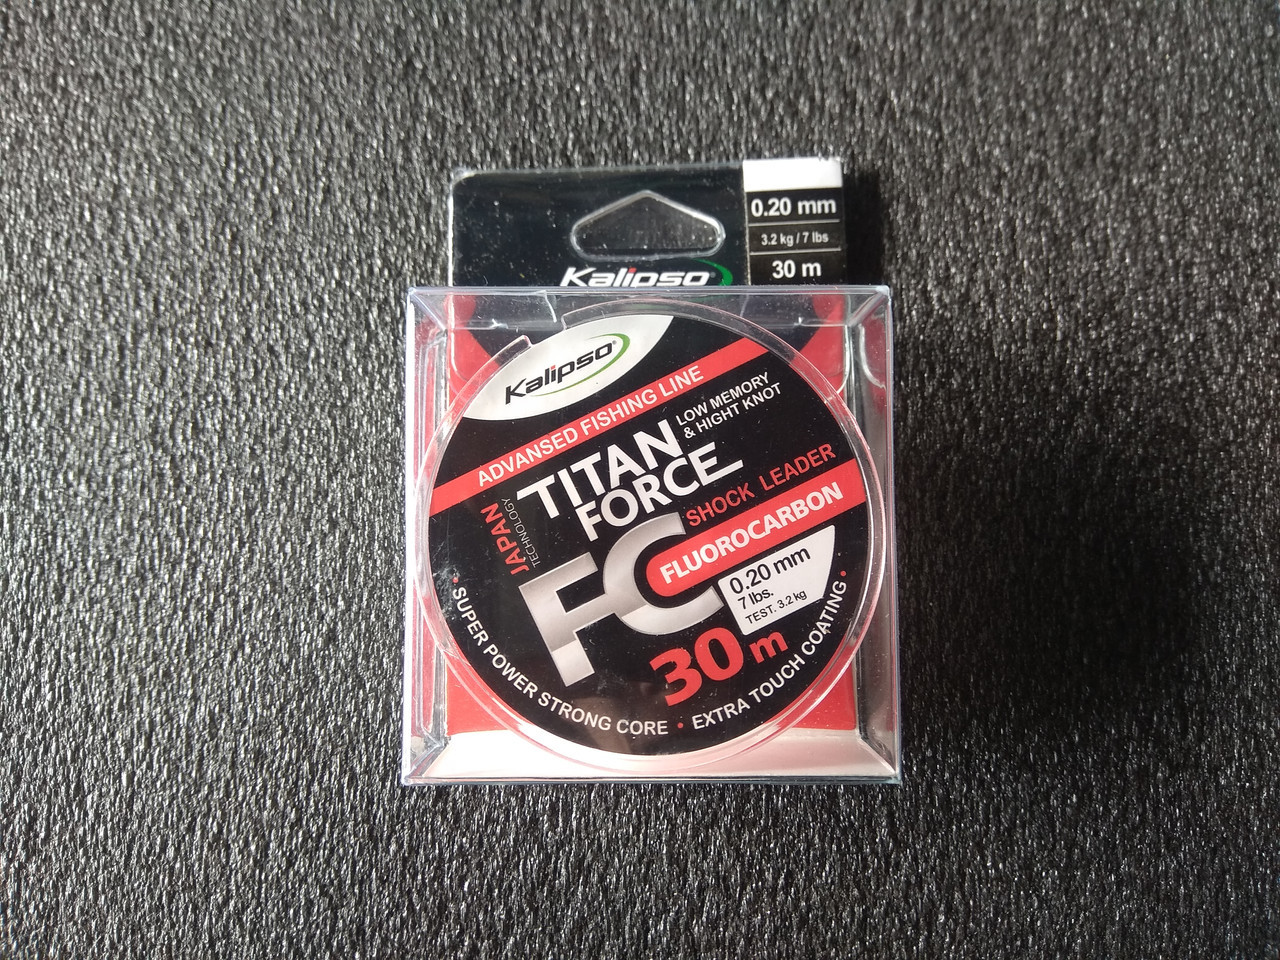 0.20 mm
3.2 kg / 7 lbs
30 m
Kalipso
Kalipso®
ADVANSED FISHING LINE
LOW MEMORY
& HIGHT KNOT
TITAN
FORCE
SHOCK LEADER
JAPAN
TECHNOLOGY
FC
FLUOROCARBON
0.20 mm
7 lbs.
TEST. 3.2 kg
30 m
• SUPER POWER STRONG CORE • EXTRA TOUCH COATING •